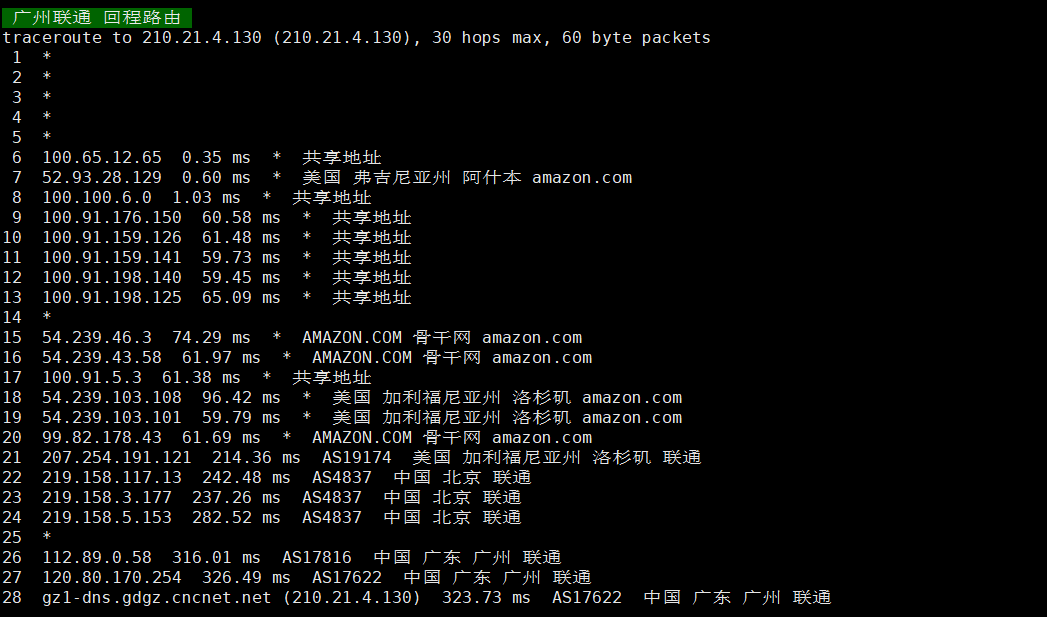 广州联通 回程路由
traceroute to 210.21.4.130 (210.21.4.130), 30 hops max, 60 byte packets
1 *
2 *
3 *
4 *
5 *
6 100.65.12.65 0.35 ms * 共享地址
7 52.93.28.129 0.60 ms * 美国 弗吉尼亚州 阿什本 amazon.com
8 100.100.6.0 1.03 ms * 共享地址
9 100.91.176.150 60.58 ms * 共享地址
10 100.91.159.126 61.48 ms * 共享地址
11 100.91.159.141 59.73 ms * 共享地址
12 100.91.198.140 59.45 ms * 共享地址
13 100.91.198.125 65.09 ms * 共享地址
14 *
15 54.239.46.3 74.29 ms * AMAZON.COM 骨干网 amazon.com
16 54.239.43.58 61.97 ms * AMAZON.COM 骨干网 amazon.com
17 100.91.5.3 61.38 ms * 共享地址
18 54.239.103.108 96.42 ms * 美国 加利福尼亚州 洛杉矶 amazon.com
19 54.239.103.101 59.79 ms * 美国 加利福尼亚州 洛杉矶 amazon.com
20 99.82.178.43 61.69 ms * AMAZON.COM 骨干网 amazon.com
21 207.254.191.121 214.36 ms AS19174 美国 加利福尼亚州 洛杉矶 联通
22 219.158.117.13 242.48 ms AS4837 中国 北京 联通
23 219.158.3.177 237.26 ms AS4837 中国 北京 联通
24 219.158.5.153 282.52 ms AS4837 中国 北京 联通
25 *
26 112.89.0.58 316.01 ms AS17816 中国 广东 广州 联通
27 120.80.170.254 326.49 ms AS17622 中国 广东 广州 联通
28 gz1-dns.gdgz.cncnet.net (210.21.4.130) 323.73 ms AS17622 中国 广东 广州 联通